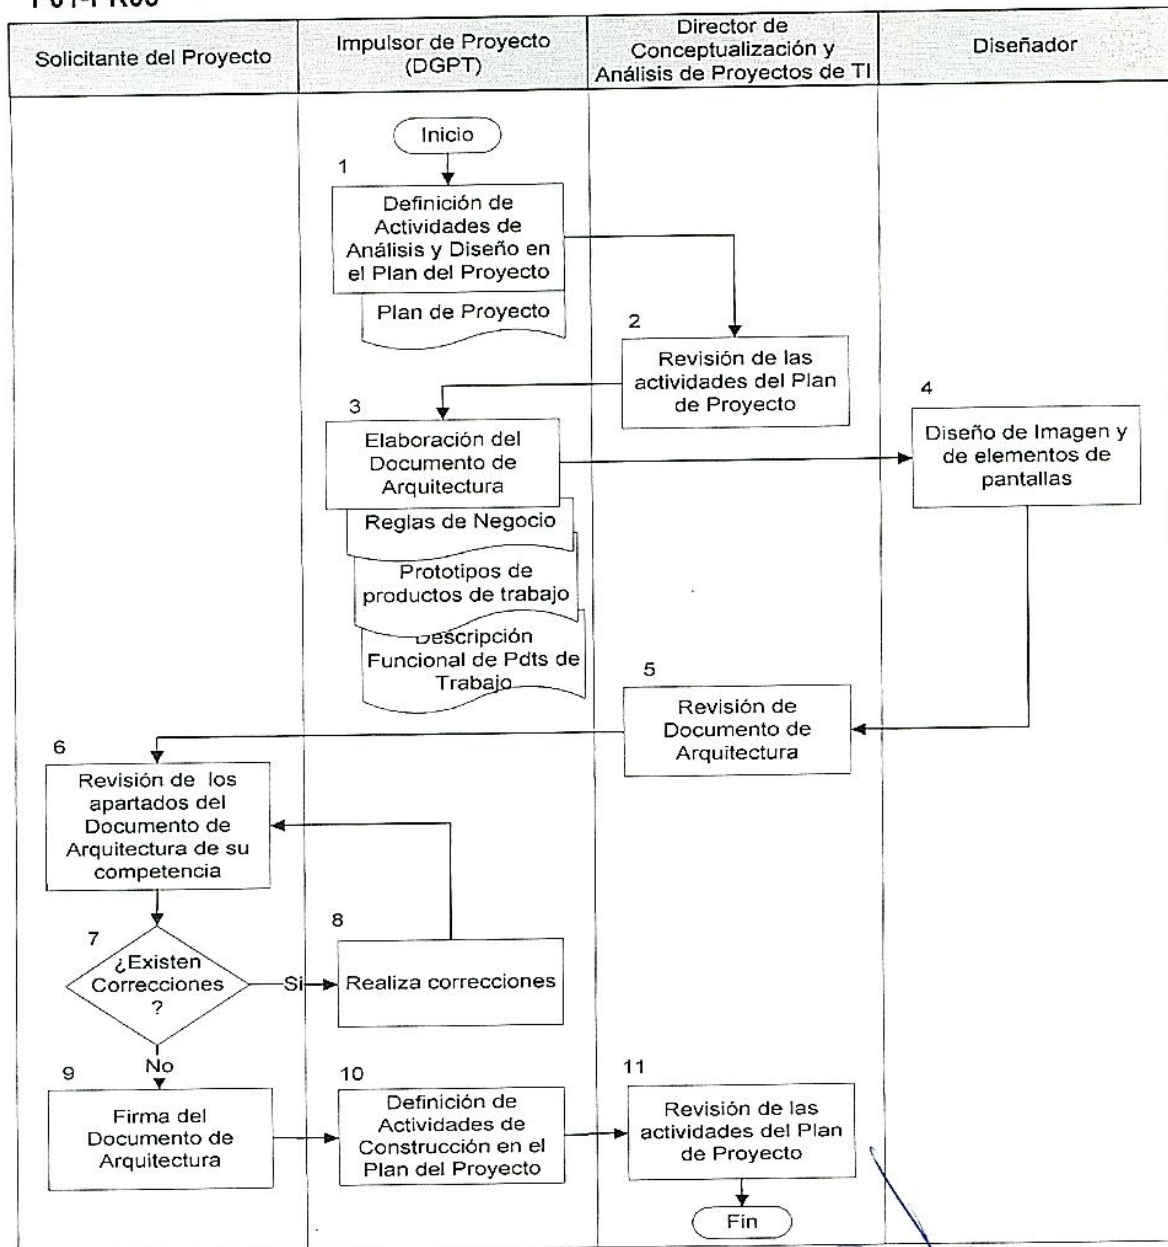 Solicitante del Proyecto
Impulsor de Proyecto
(DGPT)
Director de
Conceptualización y
Análisis de Proyectos de TI
Diseñador
Inicio
1
Definición de
Actividades de
Análisis y Diseño en
el Plan del Proyecto
Plan de Proyecto
2
Revisión de las
actividades del Plan
de Proyecto
3
Elaboración del
Documento de
Arquitectura
Reglas de Negocio
Prototipos de
productos de trabajo
Descripción
Funcional de Pdts de
Trabajo
4
Diseño de Imagen y
de elementos de
pantallas
5
Revisión de
Documento de
Arquitectura
6
Revisión de los
apartados del
Documento de
Arquitectura de su
competencia
7
¿Existen
Correcciones
?
Si
8
Realiza correcciones
No
9
Firma del
Documento de
Arquitectura
10
Definición de
Actividades de
Construcción en el
Plan del Proyecto
11
Revisión de las
actividades del Plan
de Proyecto
Fin